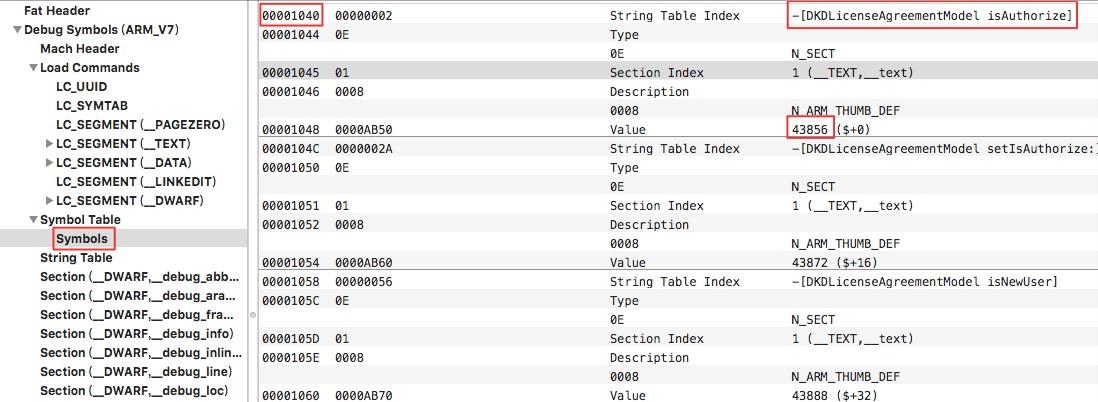 Fat Header
Debug Symbols (ARM_V7)
Mach Header
Load Commands
LC_UUID
LC_SYMTAB
LC_SEGMENT (__PAGEZERO)
LC_SEGMENT (__TEXT)
LC_SEGMENT (__DATA)
LC_SEGMENT (__LINKEDIT)
LC_SEGMENT (__DWARF)
Symbol Table
Symbols
String Table
Section (__DWARF,__debug_abb...
Section (__DWARF,__debug_ara...
Section (__DWARF,__debug_fra...
Section (__DWARF,__debug_info)
Section (__DWARF,__debug_inlin...
Section (__DWARF,__debug_line)
Section (__DWARF,__debug_loc)
00001040 00000002 String Table Index -[DKDLicenseAgreementModel isAuthorize]
00001044 0E Type
0E N_SECT
00001045 01 Section Index 1 (__TEXT,__text)
00001046 0008 Description
0008 N_ARM_THUMB_DEF
00001048 0000AB50 Value 43856 ($+0)
0000104C 0000002A String Table Index -[DKDLicenseAgreementModel setIsAuthorize:]
00001050 0E Type
0E N_SECT
00001051 01 Section Index 1 (__TEXT,__text)
00001052 0008 Description
0008 N_ARM_THUMB_DEF
00001054 0000AB60 Value 43872 ($+16)
00001058 00000056 String Table Index -[DKDLicenseAgreementModel isNewUser]
0000105C 0E Type
0E N_SECT
0000105D 01 Section Index 1 (__TEXT,__text)
0000105E 0008 Description
0008 N_ARM_THUMB_DEF
00001060 0000AB70 Value 43888 ($+32)